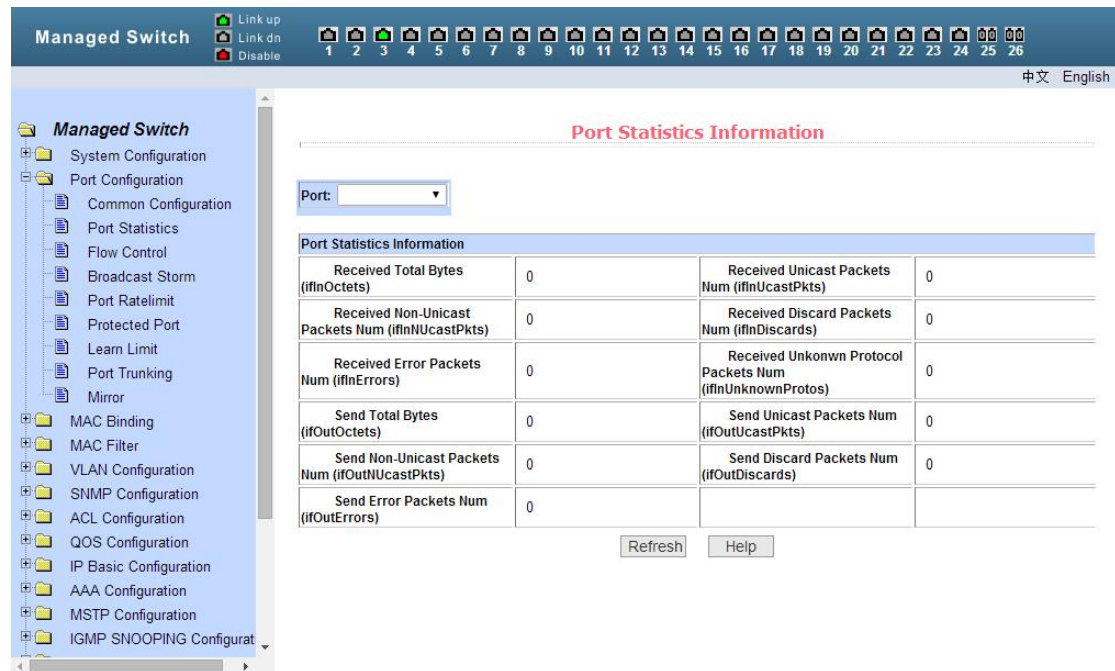 Managed Switch
Link up
Link dn
Disable
1 2 3 4 5 6 7 8 9 10 11 12 13 14 15 16 17 18 19 20 21 22 23 24 25 26
中文 English
Managed Switch
System Configuration
Port Configuration
Common Configuration
Port Statistics
Flow Control
Broadcast Storm
Port Ratelimit
Protected Port
Learn Limit
Port Trunking
Mirror
MAC Binding
MAC Filter
VLAN Configuration
SNMP Configuration
ACL Configuration
QOS Configuration
IP Basic Configuration
AAA Configuration
MSTP Configuration
IGMP SNOOPING Configurat
Port Statistics Information
Port:
Port Statistics Information
Received Total Bytes
(ifInOctets)
0
Received Unicast Packets
Num (ifInUcastPkts)
0
Received Non-Unicast
Packets Num (ifInNUcastPkts)
0
Received Discard Packets
Num (ifInDiscards)
0
Received Error Packets
Num (ifInErrors)
0
Received Unkonwn Protocol
Packets Num
(ifInUnknownProtos)
0
Send Total Bytes
(ifOutOctets)
0
Send Unicast Packets Num
(ifOutUcastPkts)
0
Send Non-Unicast Packets
Num (ifOutNUcastPkts)
0
Send Discard Packets Num
(ifOutDiscards)
0
Send Error Packets Num
(ifOutErrors)
0
Refresh Help